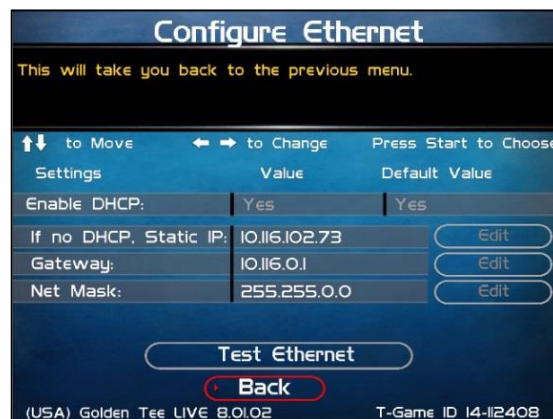 Configure Ethernet
This will take you back to the previous menu.
to Move to Change Press Start to Choose
Settings Value Default Value
Enable DHCP: Yes Yes
If no DHCP, Static IP: 10.116.102.73 Edit
Gateway: 10.116.0.1 Edit
Net Mask: 255.255.0.0 Edit
Test Ethernet
Back
(USA) Golden Tee LIVE 8.01.02 T-Game ID 14-112408